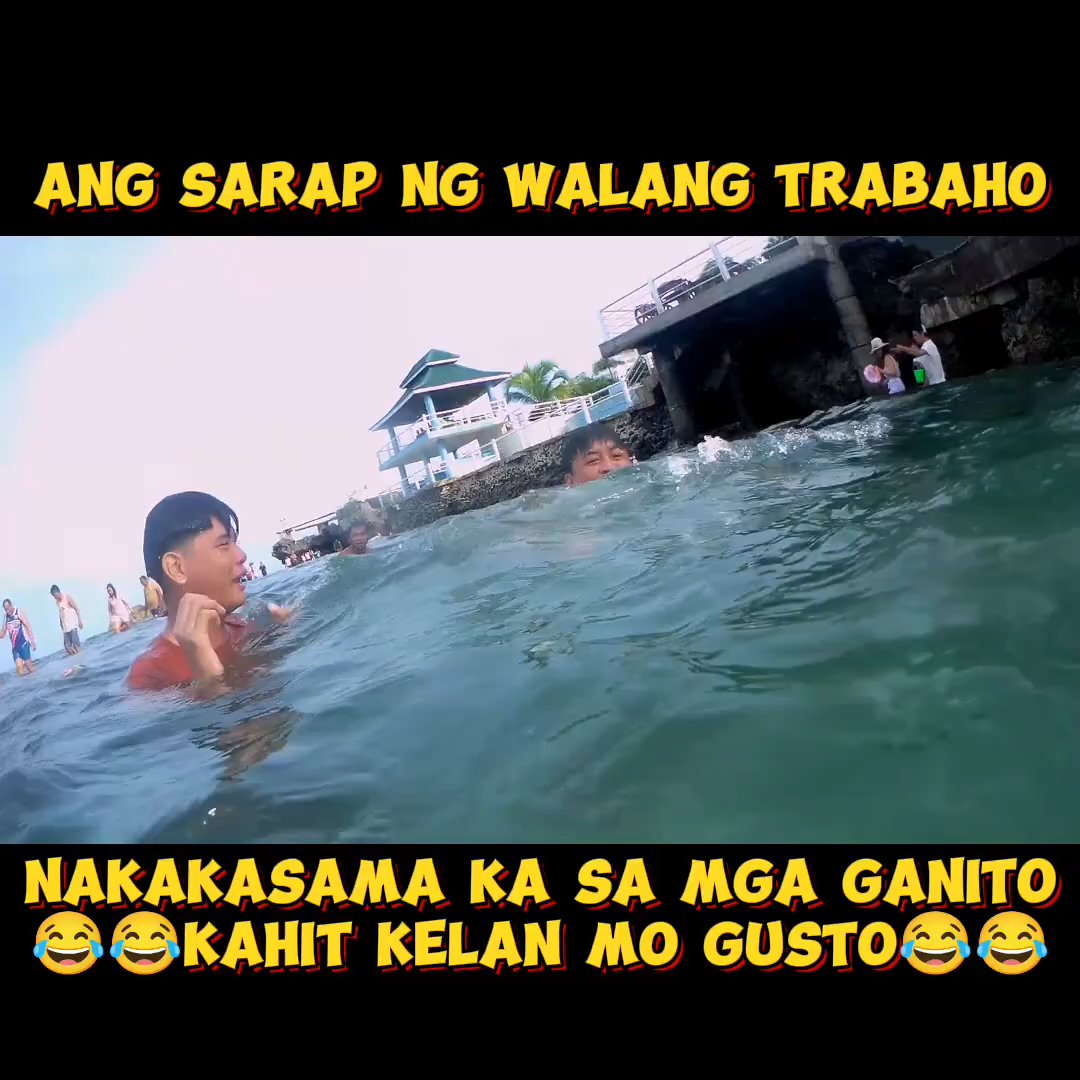 ANG SARAP NG WALANG TRABAHO
NAKAKASAMA KA SA MGA GANITO
😂😂KAHIT KELAN MO GUSTO😂😂